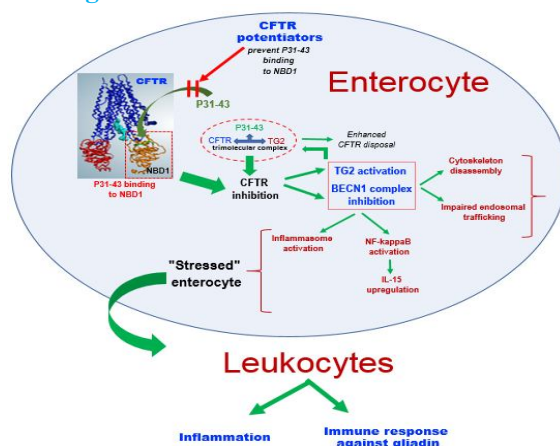 CFTR
potentiators
prevent P31-43
binding
to NBD1
Enterocyte
CFTR
P31-43
NBD1
P31-43 binding
to NBD1
P31-43
CFTR
TG2
trimolecular complex
Enhanced
CFTR disposal
CFTR
inhibition
TG2 activation
BECN1 complex
inhibition
Cytoskeleton
disassembly
Impaired endosomal
trafficking
Inflammasome
activation
NF-kappaB
activation
IL-15
upregulation
"Stressed"
enterocyte
Leukocytes
Inflammation
Immune response
against gliadin